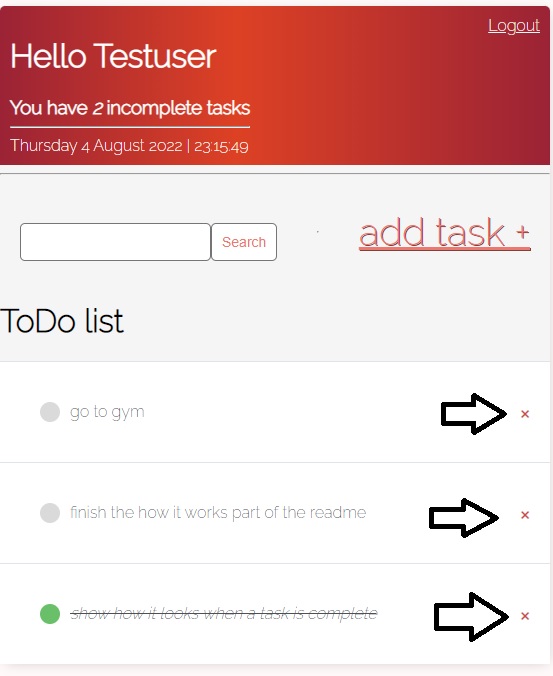 Logout
Hello Testuser
You have 2 incomplete tasks
Thursday 4 August 2022 | 23:15:49
Search
add task +
ToDo list
go to gym ×
finish the how it works part of the readme ×
show how it looks when a task is complete ×